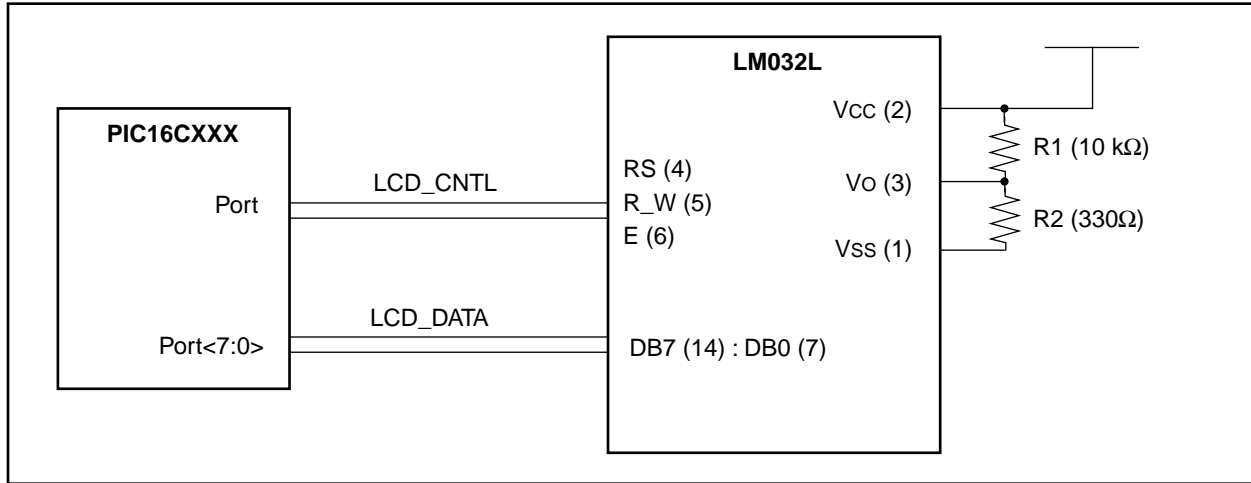 LM032L
PIC16CXXX
VCC (2)
R1 (10 kΩ)
RS (4)
LCD_CNTL
VO (3)
Port
R_W (5)
R2 (330Ω)
E (6)
VSS (1)
LCD_DATA
Port<7:0>
DB7 (14) : DB0 (7)